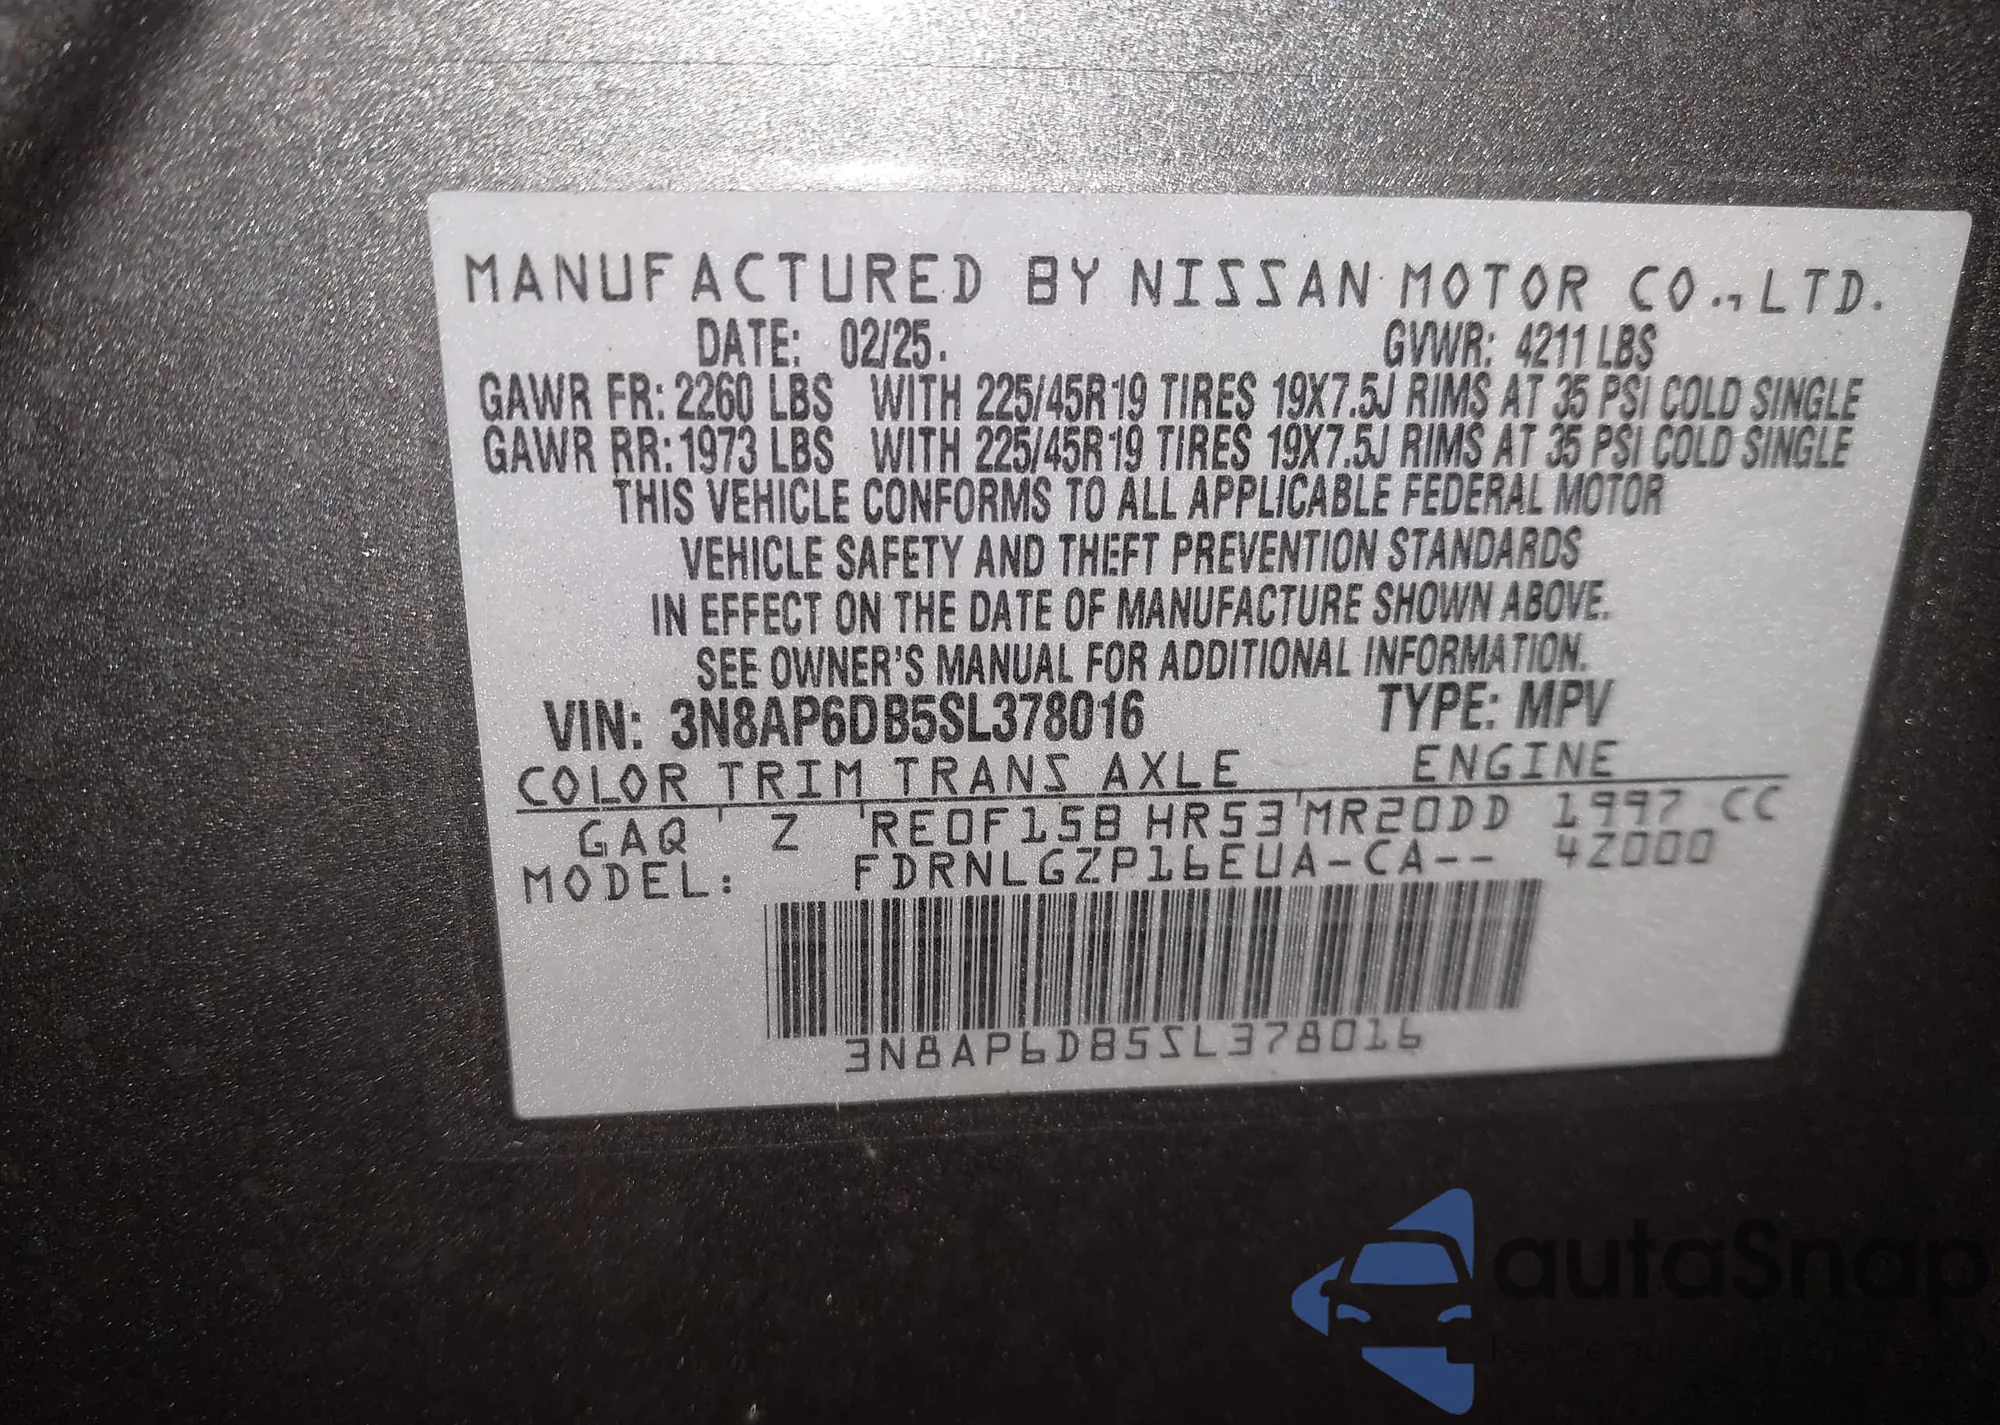 MANUFACTURED BY NISSAN MOTOR CO., LTD.
DATE: 02/25. GVWR: 4211 LBS
GAWR FR: 2260 LBS WITH 225/45R19 TIRES 19X7.5J RIMS AT 35 PSI COLD SINGLE
GAWR RR: 1973 LBS WITH 225/45R19 TIRES 19X7.5J RIMS AT 35 PSI COLD SINGLE
THIS VEHICLE CONFORMS TO ALL APPLICABLE FEDERAL MOTOR
VEHICLE SAFETY AND THEFT PREVENTION STANDARDS
IN EFFECT ON THE DATE OF MANUFACTURE SHOWN ABOVE.
SEE OWNER'S MANUAL FOR ADDITIONAL INFORMATION.
VIN: 3N8AP6DB5SL378016 TYPE: MPV
COLOR TRIM TRANS AXLE ENGINE
GAQ Z RE0F15B HR53 MR20DD 1997 CC
MODEL: FDRNLGZP16EUA-CA-- 4Z000
3N8AP6DB5SL378016
autaSnap